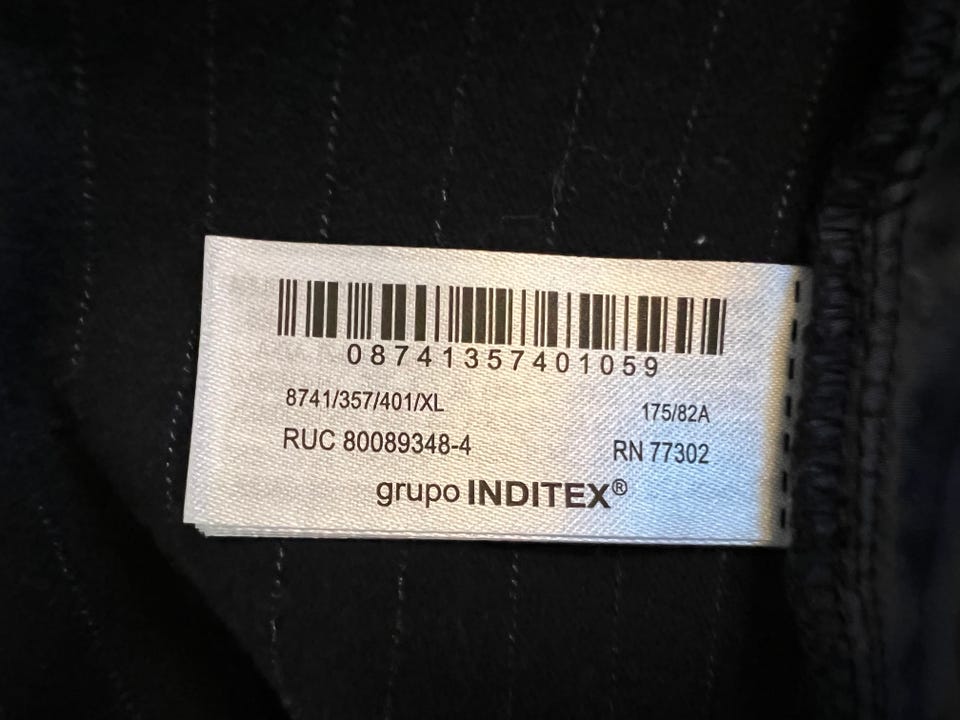 08741357401059
8741/357/401/XL
175/82A
RUC 80089348-4
RN 77302
grupo INDITEX®